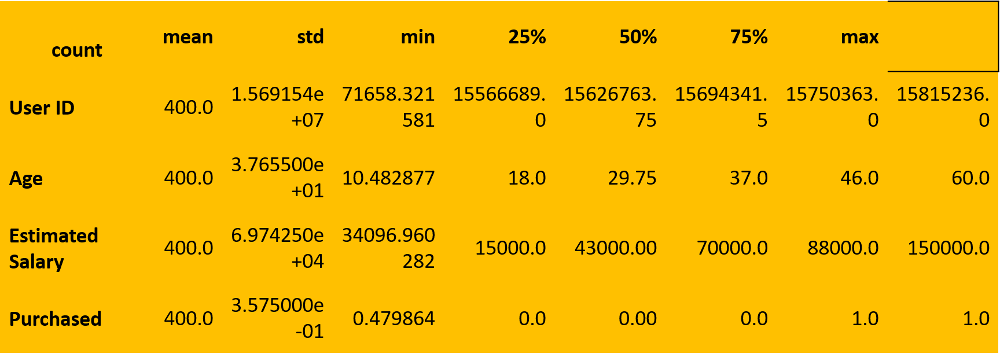 count mean std min 25% 50% 75% max
User ID 400.0 1.569154e 71658.321 15566689. 15626763. 15694341. 15750363. 15815236.
+07 581 0 75 5 0 0
Age 400.0 3.765500e 10.482877 18.0 29.75 37.0 46.0 60.0
+01
Estimated 6.974250e 34096.960
Salary 400.0 +04 282 15000.0 43000.00 70000.0 88000.0 150000.0
Purchased 400.0 3.575000e 0.479864 0.0 0.00 0.0 1.0 1.0
-01